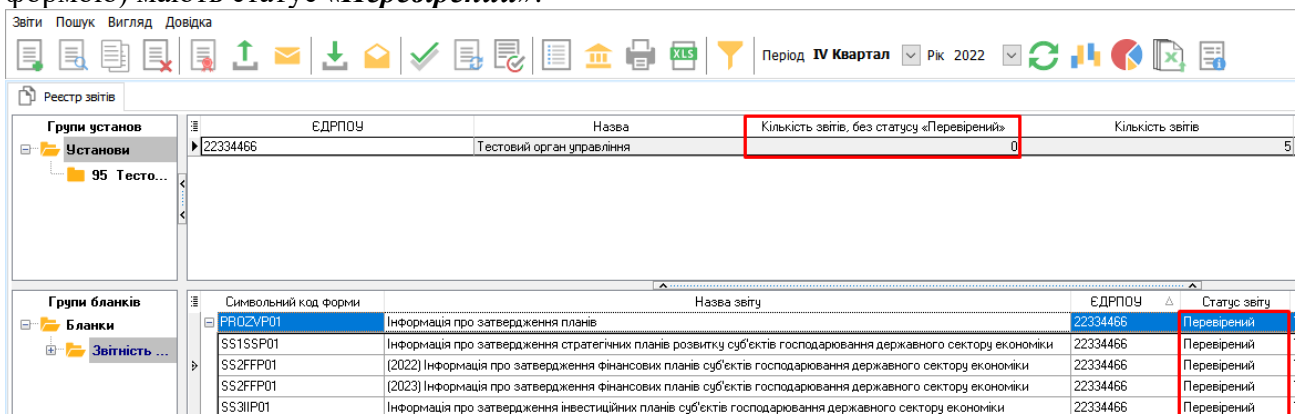 формою) мають статус «Перевірений».
Звіти Пошук Вигляд Довідка
XLS Період IV Квартал Рік 2022
Реєстр звітів
Групи установ
Установи
95 Тесто...
ЄДРПОУ Назва Кількість звітів, без статусу «Перевірений» Кількість звітів
22334466 Тестовий орган управління 0 5
Групи бланків
Бланки
Звітність ...
Символьний код форми Назва звіту ЄДРПОУ Статус звіту
PROZVP01 Інформація про затвердження планів 22334466 Перевірений
SS1SSP01 Інформація про затвердження стратегічних планів розвитку суб'єктів господарювання державного сектору економіки 22334466 Перевірений
SS2FFP01 (2022) Інформація про затвердження фінансових планів суб'єктів господарювання державного сектору економіки 22334466 Перевірений
SS2FFP01 (2023) Інформація про затвердження фінансових планів суб'єктів господарювання державного сектору економіки 22334466 Перевірений
SS3IIP01 Інформація про затвердження інвестиційних планів суб'єктів господарювання державного сектору економіки 22334466 Перевірений